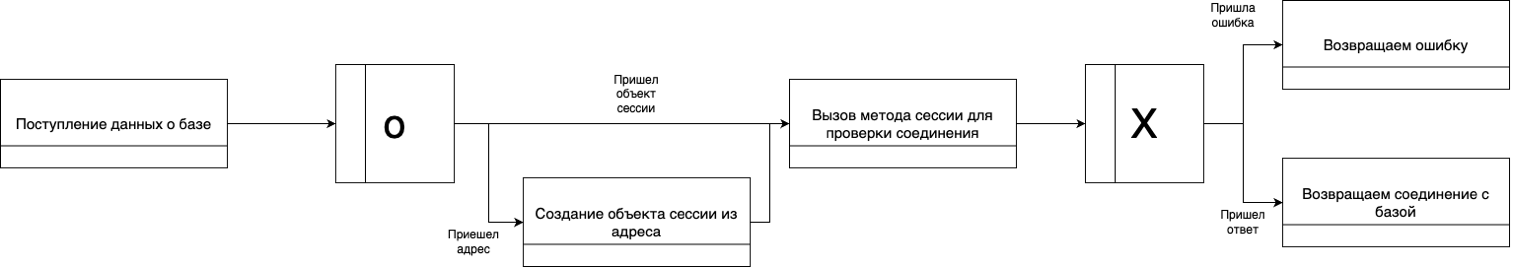 Поступление данных о базе
O
Пришел
объект
сессии
Приешел
адрес
Создание объекта сессии из
адреса
Вызов метода сессии для
проверки соединения
X
Пришла
ошибка
Возвращаем ошибку
Пришел
ответ
Возвращаем соединение с
базой